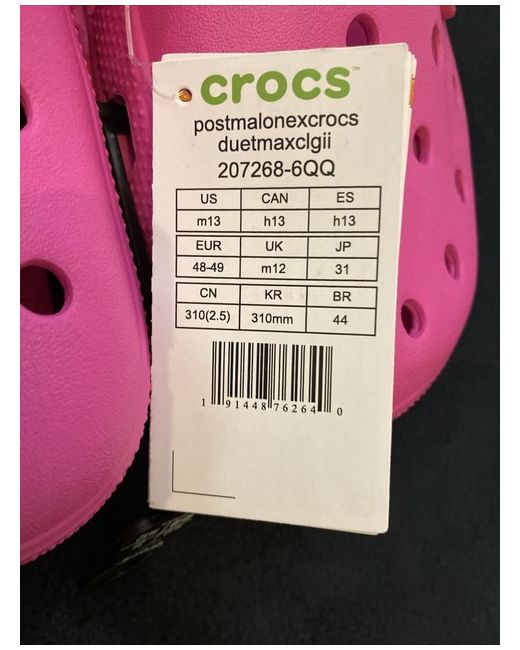 crocs™
postmalonexcrocs
duetmaxclgii
207268-6QQ
US CAN ES
m13 h13 h13
EUR UK JP
48-49 m12 31
CN KR BR
310(2.5) 310mm 44
1 91448 76264 0